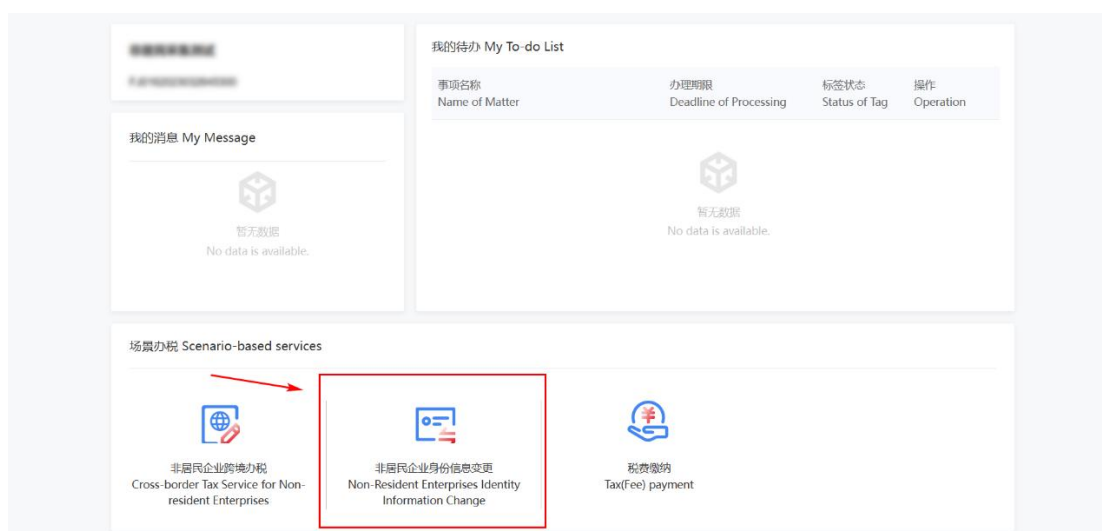 我的待办 My To-do List
事项名称
Name of Matter
办理期限
Deadline of Processing
标签状态
Status of Tag
操作
Operation
我的消息 My Message
暂无数据
No data is available.
暂无数据
No data is available.
场景办税 Scenario-based services
非居民企业跨境办税
Cross-border Tax Service for Non-
resident Enterprises
非居民企业身份信息变更
Non-Resident Enterprises Identity
Information Change
税费缴纳
Tax(Fee) payment